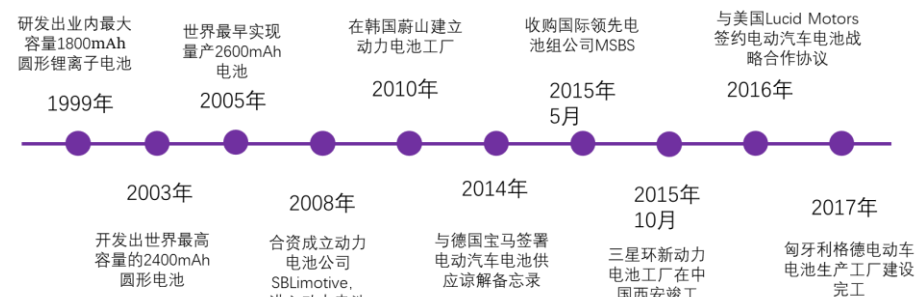 研发出业内最大
容量1800mAh
圆形锂离子电池
1999年
2003年
开发出世界最高
容量的2400mAh
圆形电池
世界最早实现
量产2600mAh
电池
2005年
2008年
合资成立动力
电池公司
SBLimotive,
进入动力电池
在韩国蔚山建立
动力电池工厂
2010年
2014年
与德国宝马签署
电动汽车电池供
应谅解备忘录
收购国际领先电
池组公司MSBS
2015年
5月
2015年
10月
三星环新动力
电池工厂在中
国西安竣工
与美国Lucid Motors
签约电动汽车电池战
略合作协议
2016年
2017年
匈牙利格德电动车
电池生产工厂建设
完工